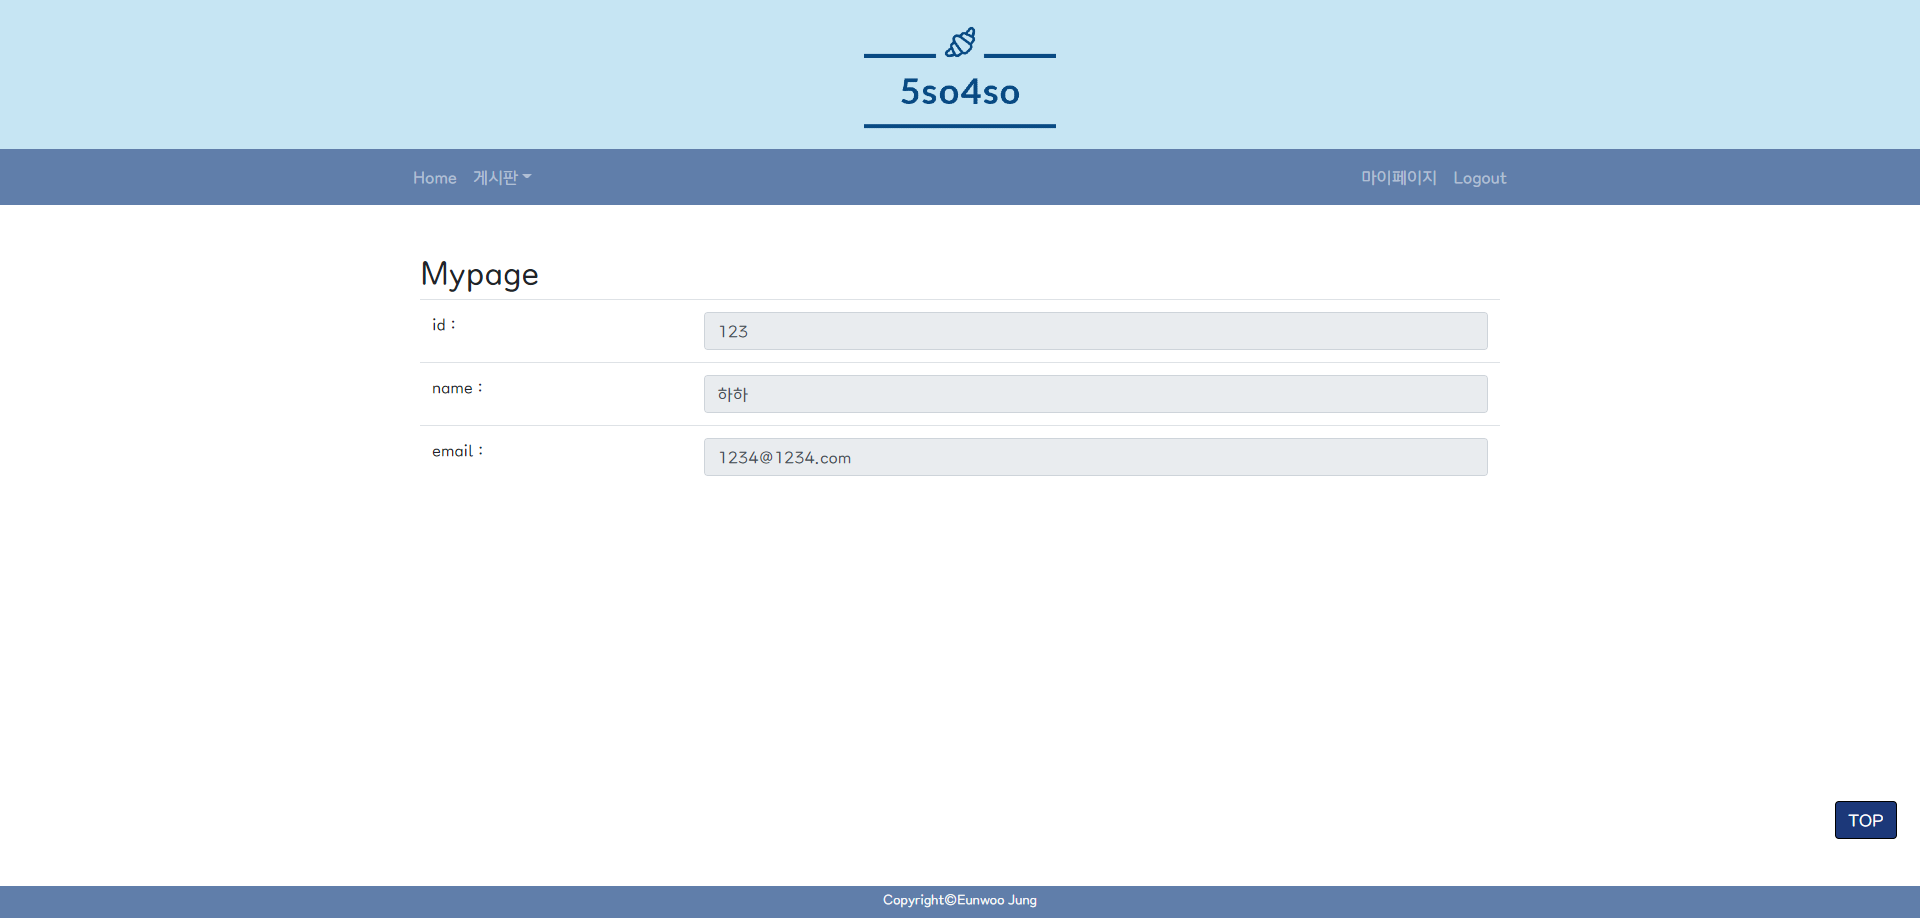 5so4so
Home 게시판 마이페이지 Logout
Mypage
id : 123
name : 하하
email : 1234@1234.com
TOP
Copyright©Eunwoo Jung